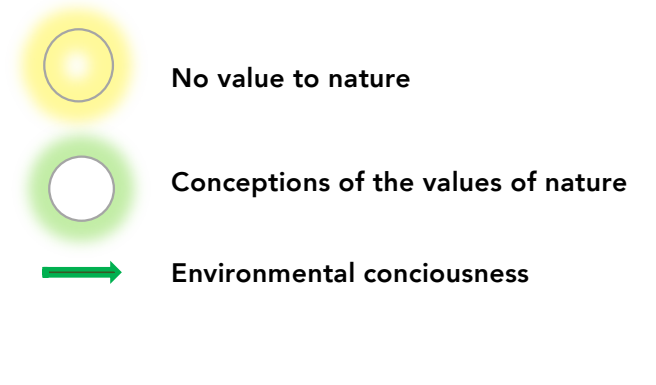 No value to nature
Conceptions of the values of nature
Environmental conciousness